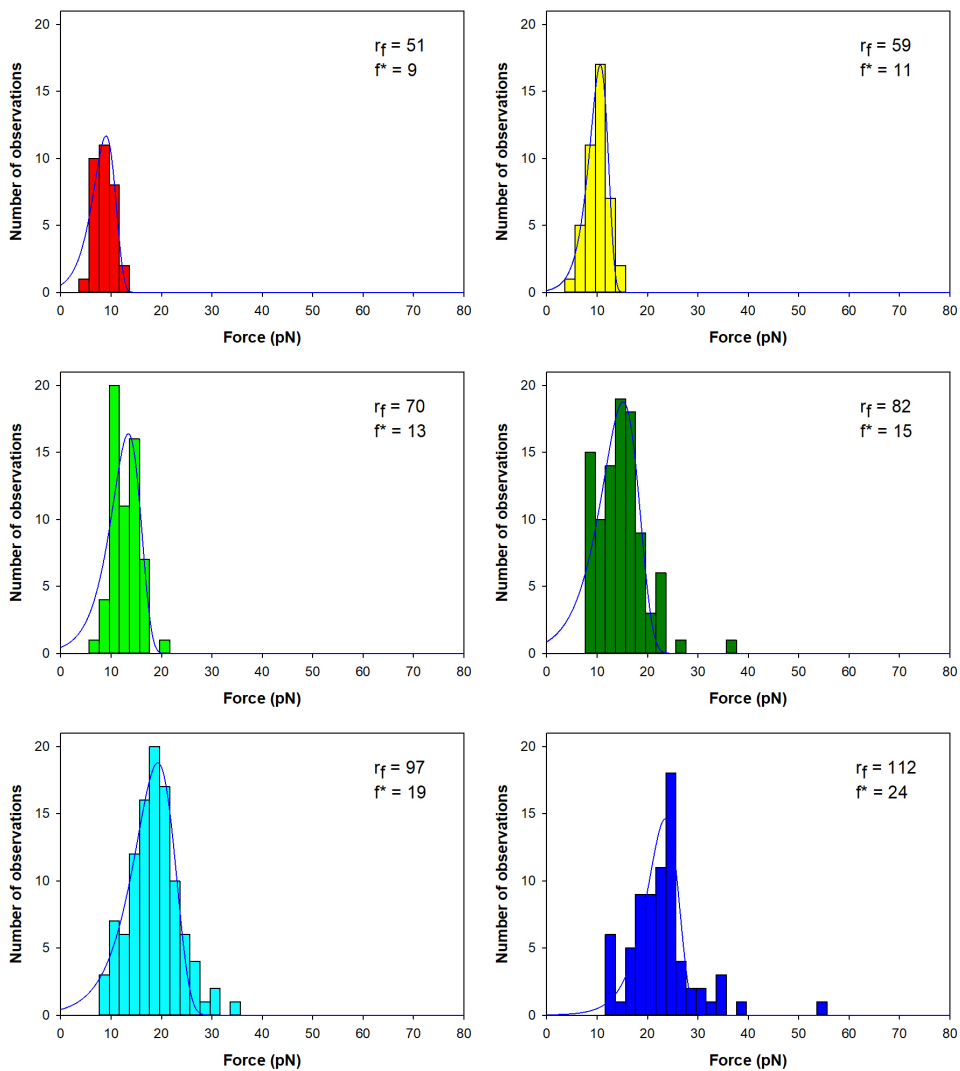 20
15
10
5
0
Number of observations
r_f = 51
f* = 9
0 10 20 30 40 50 60 70 80
Force (pN)
20
15
10
5
0
Number of observations
r_f = 59
f* = 11
0 10 20 30 40 50 60 70 80
Force (pN)
20
15
10
5
0
Number of observations
r_f = 70
f* = 13
0 10 20 30 40 50 60 70 80
Force (pN)
20
15
10
5
0
Number of observations
r_f = 82
f* = 15
0 10 20 30 40 50 60 70 80
Force (pN)
20
15
10
5
0
Number of observations
r_f = 97
f* = 19
0 10 20 30 40 50 60 70 80
Force (pN)
20
15
10
5
0
Number of observations
r_f = 112
f* = 24
0 10 20 30 40 50 60 70 80
Force (pN)